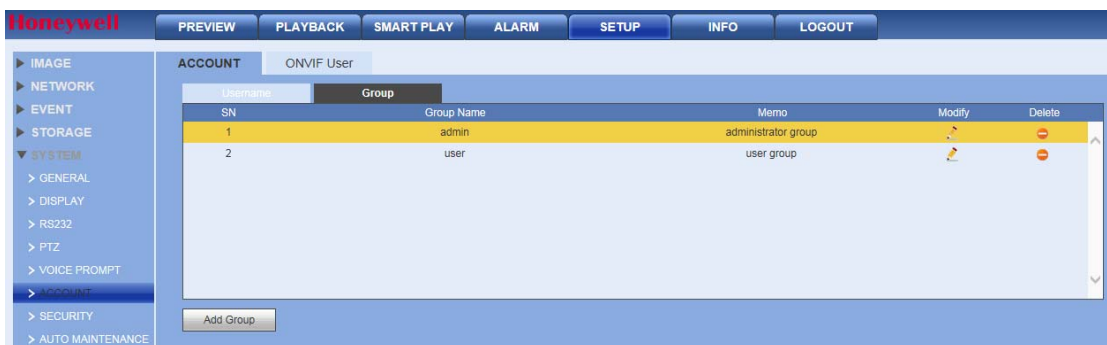 Honeywell
PREVIEW PLAYBACK SMART PLAY ALARM SETUP INFO LOGOUT
IMAGE
NETWORK
EVENT
STORAGE
SYSTEM
> GENERAL
> DISPLAY
> RS232
> PTZ
> VOICE PROMPT
> ACCOUNT
> SECURITY
> AUTO MAINTENANCE
ACCOUNT ONVIF User
Username Group
SN Group Name Memo Modify Delete
1 admin administrator group
2 user user group
Add Group